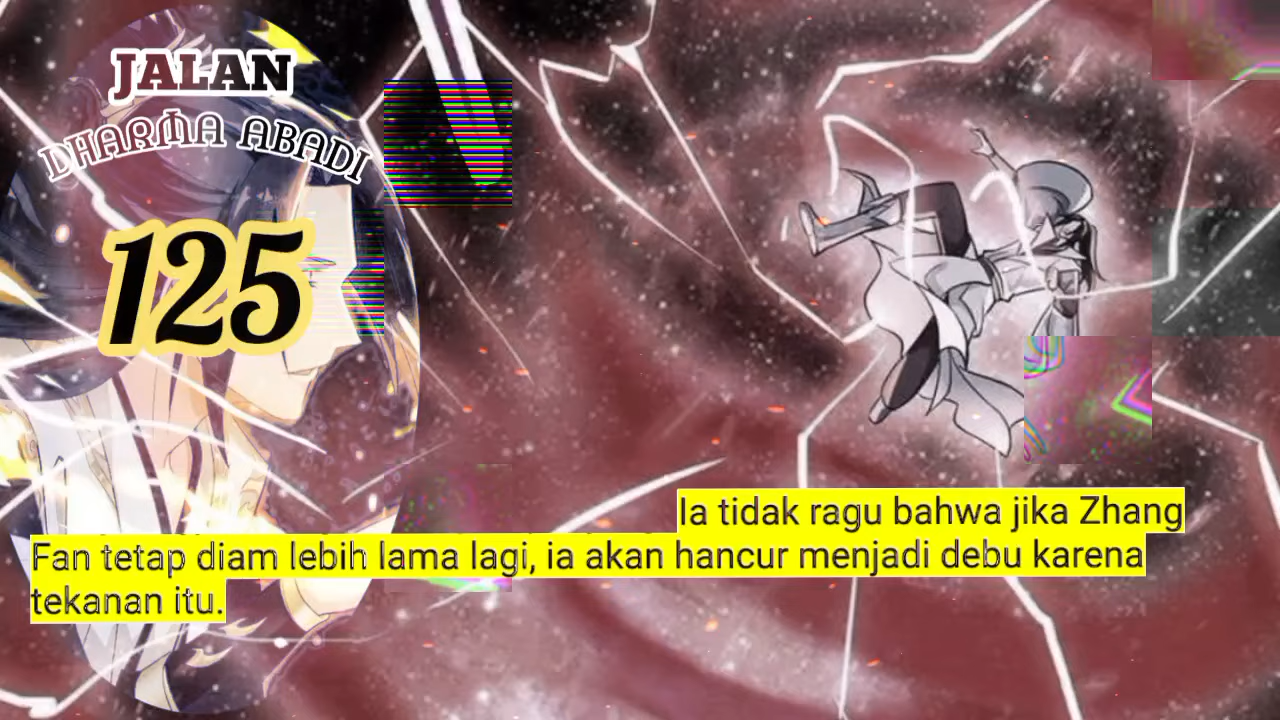 JALAN
DHARMA ABADI
125
Ia tidak ragu bahwa jika Zhang
Fan tetap diam lebih lama lagi, ia akan hancur menjadi debu karena
tekanan itu.